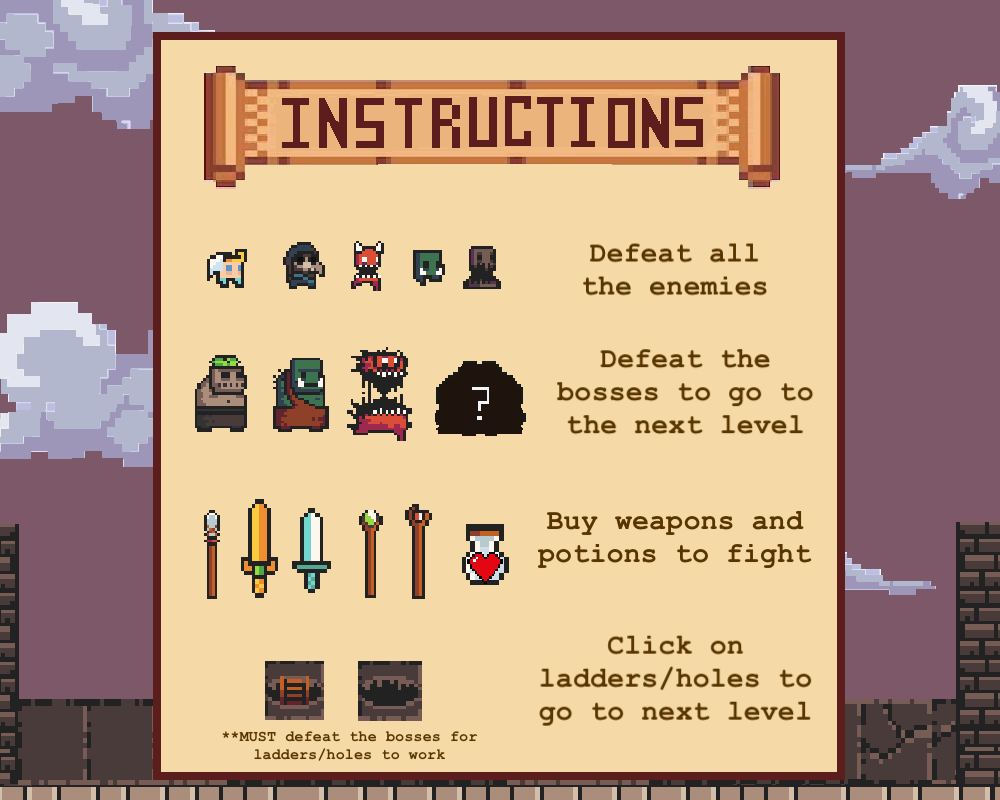 INSTRUCTIONS
Defeat all
the enemies
Defeat the
bosses to go to
the next level
?
Buy weapons and
potions to fight
Click on
ladders/holes to
go to next level
**MUST defeat the bosses for
ladders/holes to work